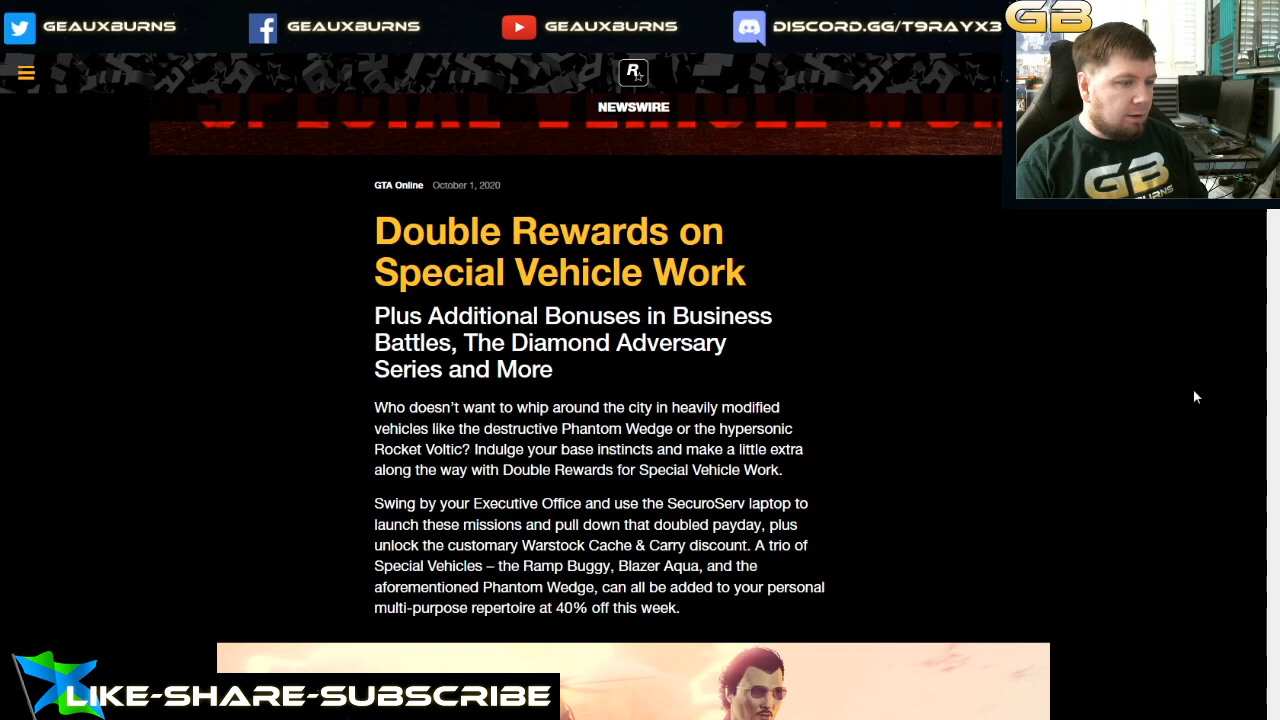 GEAUXBURNS
GEAUXBURNS
GEAUXBURNS
DISCORD.GG/T9RAYX3
GB
R
NEWSWIRE
SPECIAL VEHICLE WOR
GB
BURNS
GTA Online October 1, 2020
Double Rewards on
Special Vehicle Work
Plus Additional Bonuses in Business
Battles, The Diamond Adversary
Series and More
Who doesn’t want to whip around the city in heavily modified
vehicles like the destructive Phantom Wedge or the hypersonic
Rocket Voltic? Indulge your base instincts and make a little extra
along the way with Double Rewards for Special Vehicle Work.
Swing by your Executive Office and use the SecuroServ laptop to
launch these missions and pull down that doubled payday, plus
unlock the customary Warstock Cache & Carry discount. A trio of
Special Vehicles – the Ramp Buggy, Blazer Aqua, and the
aforementioned Phantom Wedge, can all be added to your personal
multi-purpose repertoire at 40% off this week.
LIKE-SHARE-SUBSCRIBE